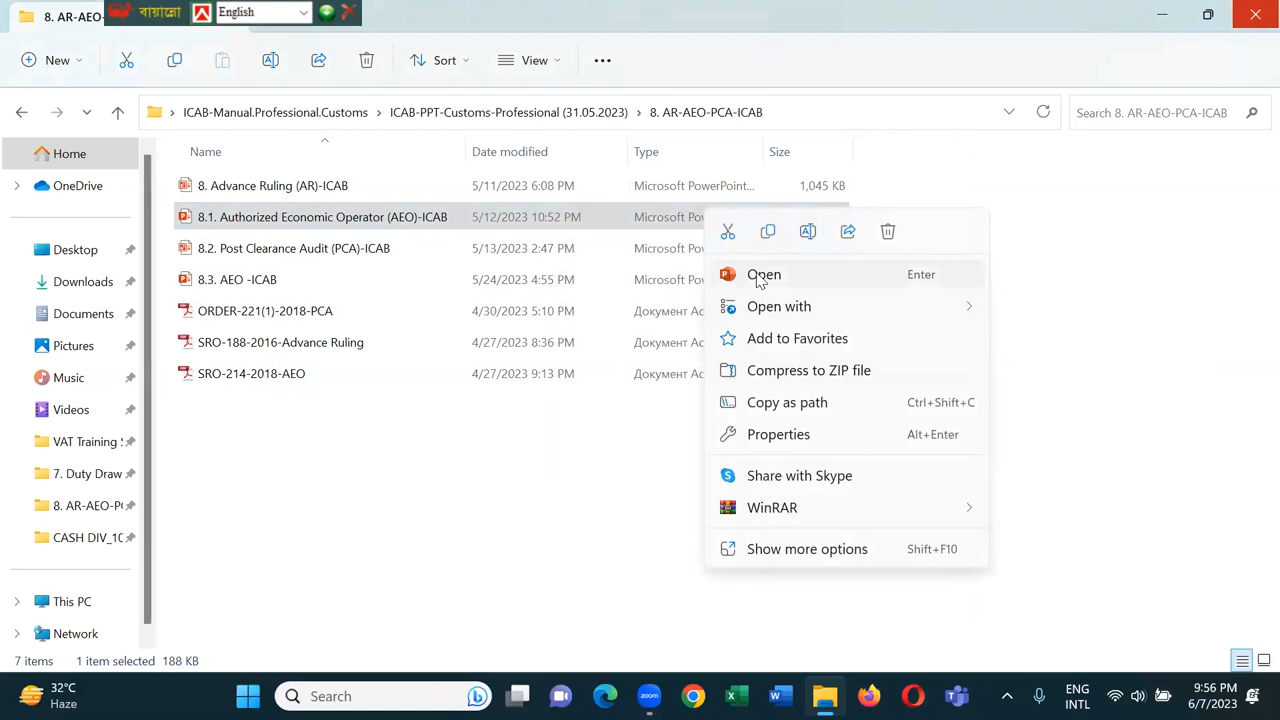 8. AR-AEO-
বায়ান্নো
English
New
Sort
View
ICAB-Manual.Professional.Customs
ICAB-PPT-Customs-Professional (31.05.2023)
8. AR-AEO-PCA-ICAB
Search 8. AR-AEO-PCA-ICAB
Home
OneDrive
Desktop
Downloads
Documents
Pictures
Music
Videos
VAT Training
7. Duty Draw
8. AR-AEO-PC
CASH DIV_10
This PC
Network
Name Date modified Type Size
8. Advance Ruling (AR)-ICAB 5/11/2023 6:08 PM Microsoft PowerPoint... 1,045 KB
8.1. Authorized Economic Operator (AEO)-ICAB 5/12/2023 10:52 PM Microsoft
8.2. Post Clearance Audit (PCA)-ICAB 5/13/2023 2:47 PM Microsoft
8.3. AEO -ICAB 5/24/2023 4:55 PM Microsoft
ORDER-221(1)-2018-PCA 4/30/2023 5:10 PM Документ
SRO-188-2016-Advance Ruling 4/27/2023 8:36 PM Документ
SRO-214-2018-AEO 4/27/2023 9:13 PM Документ
Open Enter
Open with
Add to Favorites
Compress to ZIP file
Copy as path Ctrl+Shift+C
Properties Alt+Enter
Share with Skype
WinRAR
Show more options Shift+F10
7 items 1 item selected 188 KB
32°C
Haze
Search
zoom
ENG
INTL
9:56 PM
6/7/2023